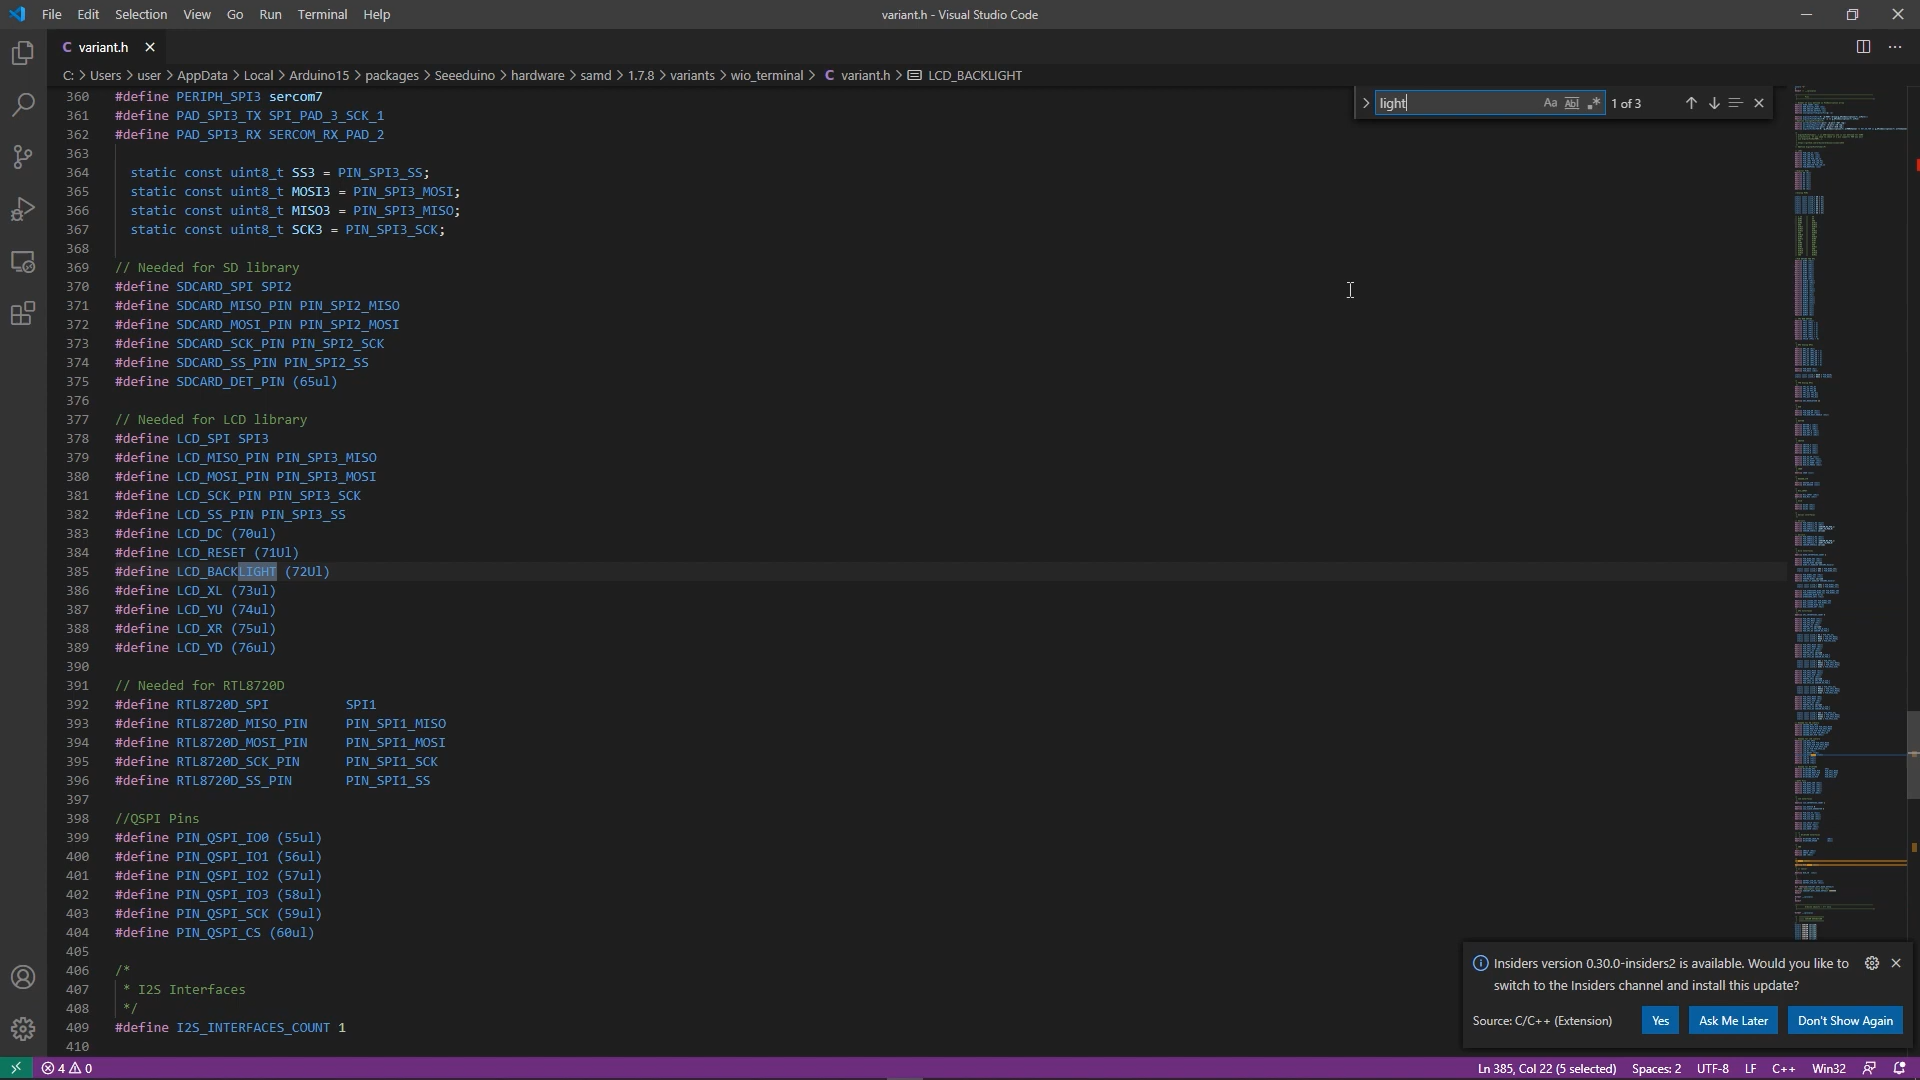 File Edit Selection View Go Run Terminal Help
variant.h - Visual Studio Code
C variant.h
C: > Users > user > AppData > Local > Arduino15 > packages > Seeeduino > hardware > samd > 1.7.8 > variants > wio_terminal > C variant.h > LCD_BACKLIGHT
light Aa Abl .* 1 of 3
360 #define PERIPH_SPI3 sercom7
361 #define PAD_SPI3_TX SPI_PAD_3_SCK_1
362 #define PAD_SPI3_RX SERCOM_RX_PAD_2
363
364 static const uint8_t SS3 = PIN_SPI3_SS;
365 static const uint8_t MOSI3 = PIN_SPI3_MOSI;
366 static const uint8_t MISO3 = PIN_SPI3_MISO;
367 static const uint8_t SCK3 = PIN_SPI3_SCK;
368
369 // Needed for SD library
370 #define SDCARD_SPI SPI2
371 #define SDCARD_MISO_PIN PIN_SPI2_MISO
372 #define SDCARD_MOSI_PIN PIN_SPI2_MOSI
373 #define SDCARD_SCK_PIN PIN_SPI2_SCK
374 #define SDCARD_SS_PIN PIN_SPI2_SS
375 #define SDCARD_DET_PIN (65ul)
376
377 // Needed for LCD library
378 #define LCD_SPI SPI3
379 #define LCD_MISO_PIN PIN_SPI3_MISO
380 #define LCD_MOSI_PIN PIN_SPI3_MOSI
381 #define LCD_SCK_PIN PIN_SPI3_SCK
382 #define LCD_SS_PIN PIN_SPI3_SS
383 #define LCD_DC (70ul)
384 #define LCD_RESET (71Ul)
385 #define LCD_BACKLIGHT (72Ul)
386 #define LCD_XL (73ul)
387 #define LCD_YU (74ul)
388 #define LCD_XR (75ul)
389 #define LCD_YD (76ul)
390
391 // Needed for RTL8720D
392 #define RTL8720D_SPI SPI1
393 #define RTL8720D_MISO_PIN PIN_SPI1_MISO
394 #define RTL8720D_MOSI_PIN PIN_SPI1_MOSI
395 #define RTL8720D_SCK_PIN PIN_SPI1_SCK
396 #define RTL8720D_SS_PIN PIN_SPI1_SS
397
398 //QSPI Pins
399 #define PIN_QSPI_IO0 (55ul)
400 #define PIN_QSPI_IO1 (56ul)
401 #define PIN_QSPI_IO2 (57ul)
402 #define PIN_QSPI_IO3 (58ul)
403 #define PIN_QSPI_SCK (59ul)
404 #define PIN_QSPI_CS (60ul)
405
406 /*
407 * I2S Interfaces
408 */
409 #define I2S_INTERFACES_COUNT 1
410
Insiders version 0.30.0-insiders2 is available. Would you like to
switch to the Insiders channel and install this update?
Source: C/C++ (Extension) Yes Ask Me Later Don't Show Again
4 0 Ln 385, Col 22 (5 selected) Spaces: 2 UTF-8 LF C++ Win32